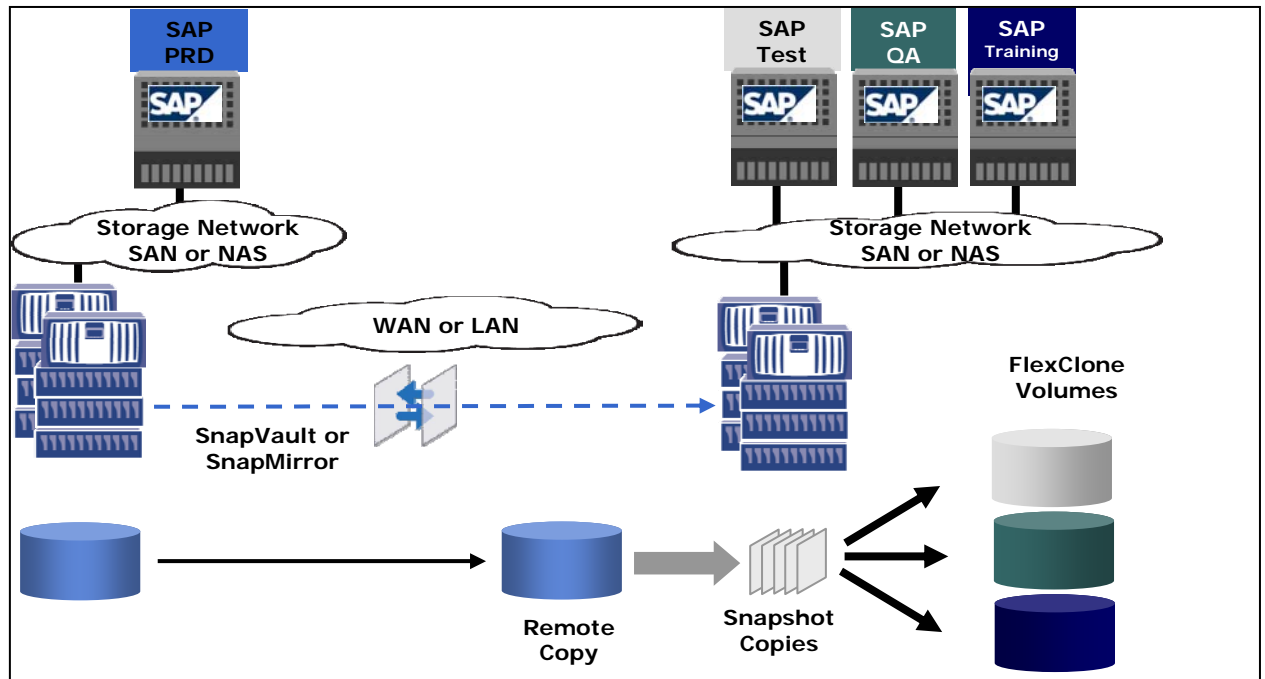 SAP
PRD
SAP
Test
SAP
QA
SAP
Training
SAP
SAP
SAP
SAP
Storage Network
SAN or NAS
Storage Network
SAN or NAS
WAN or LAN
SnapVault or
SnapMirror
FlexClone
Volumes
Remote
Copy
Snapshot
Copies